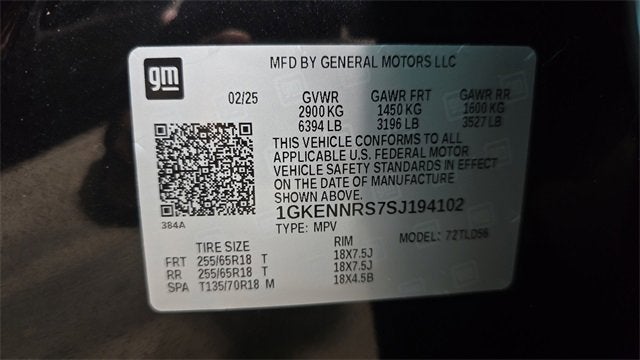 gm
MFD BY GENERAL MOTORS LLC
02/25 GVWR GAWR FRT GAWR RR
2900 KG 1450 KG 1600 KG
6394 LB 3196 LB 3527 LB
THIS VEHICLE CONFORMS TO ALL
APPLICABLE U.S. FEDERAL MOTOR
VEHICLE SAFETY STANDARDS IN EFFECT
ON THE DATE OF MANUFACTURE
SHOWN ABOVE.
384A
1GKENNRS7SJ194102
TYPE: MPV MODEL: 72TLD56
TIRE SIZE RIM
FRT 255/65R18 T 18X7.5J
RR 255/65R18 T 18X7.5J
SPA T135/70R18 M 18X4.5B